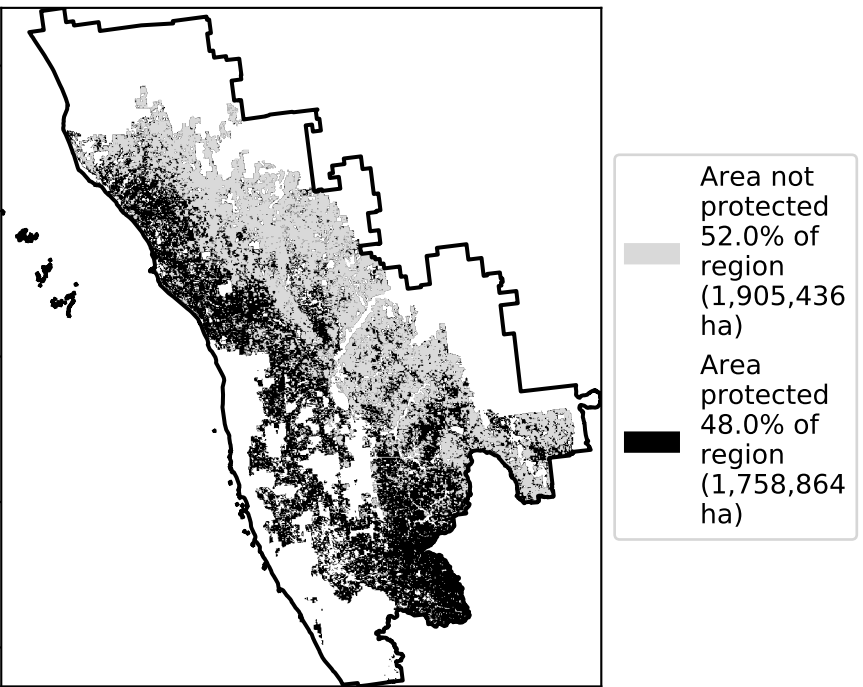 Area not
protected
52.0% of
region
(1,905,436
ha)
Area
protected
48.0% of
region
(1,758,864
ha)